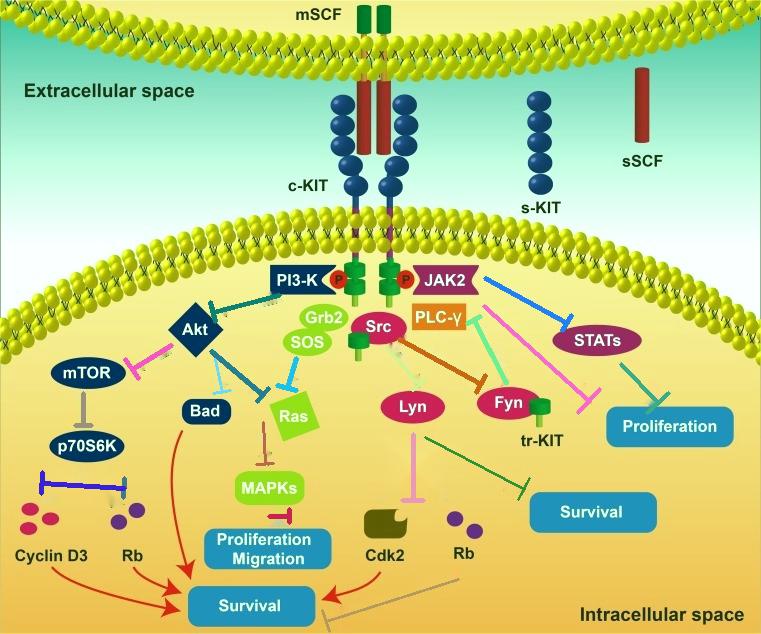 mSCF
Extracellular space
sSCF
c-KIT
s-KIT
PI3-K
P
P
JAK2
Grb2
SOS
Src
PLC-γ
Akt
STATs
mTOR
Bad
Ras
Lyn
Fyn
tr-KIT
Proliferation
p70S6K
MAPKs
Survival
Proliferation
Migration
Cyclin D3
Rb
Cdk2
Rb
Survival
Intracellular space